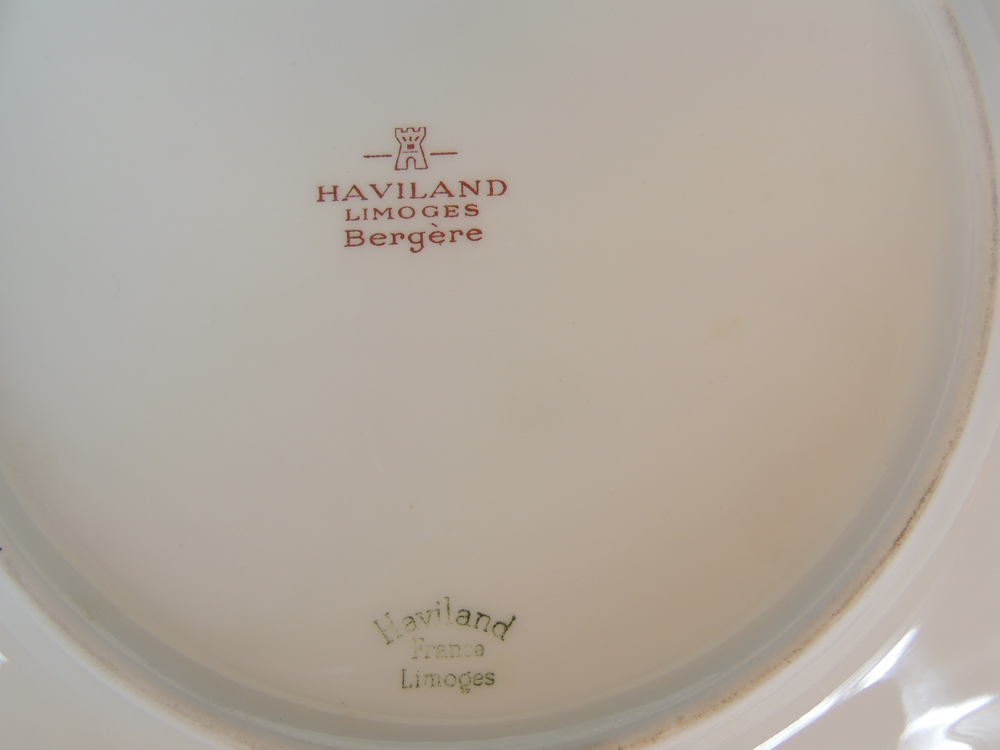 HAVILAND
LIMOGES
Bergère
Haviland
France
Limoges